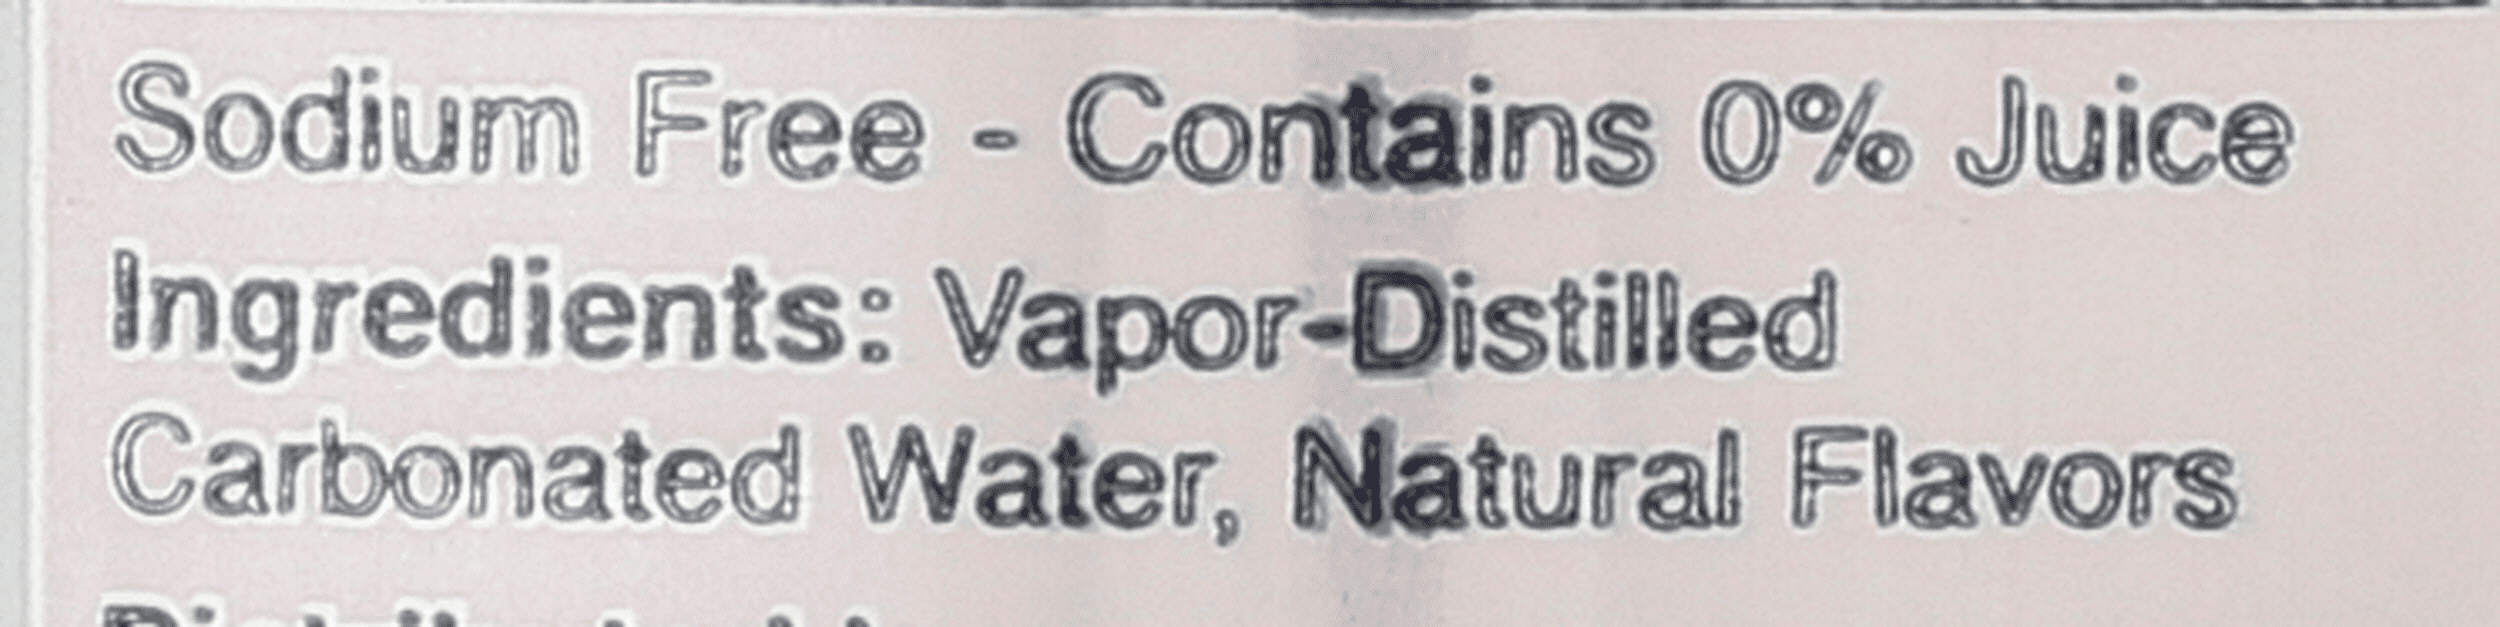 Sodium Free - Contains 0% Juice
Ingredients: Vapor-Distilled
Carbonated Water, Natural Flavors